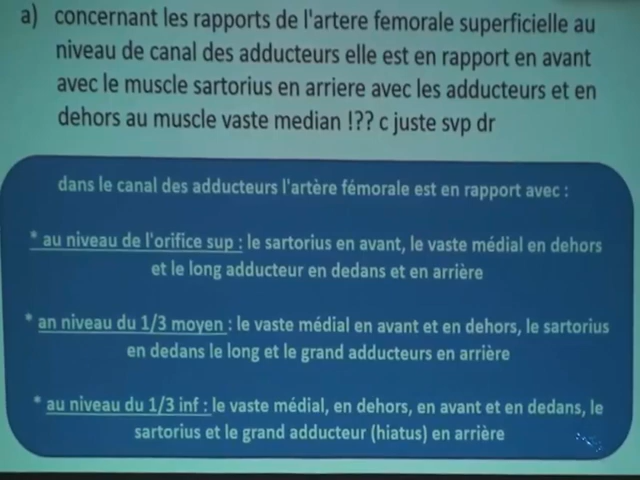 a) concernant les rapports de l'artere femorale superficielle au
niveau de canal des adducteurs elle est en rapport en avant
avec le muscle sartorius en arriere avec les adducteurs et en
dehors au muscle vaste median !?? c juste svp dr
dans le canal des adducteurs l'artère fémorale est en rapport avec :
* au niveau de l'orifice sup : le sartorius en avant, le vaste médial en dehors
et le long adducteur en dedans et en arrière
* an niveau du 1/3 moyen : le vaste médial en avant et en dehors, le sartorius
en dedans le long et le grand adducteurs en arrière
* au niveau du 1/3 inf : le vaste médial, en dehors, en avant et en dedans, le
sartorius et le grand adducteur (hiatus) en arrière